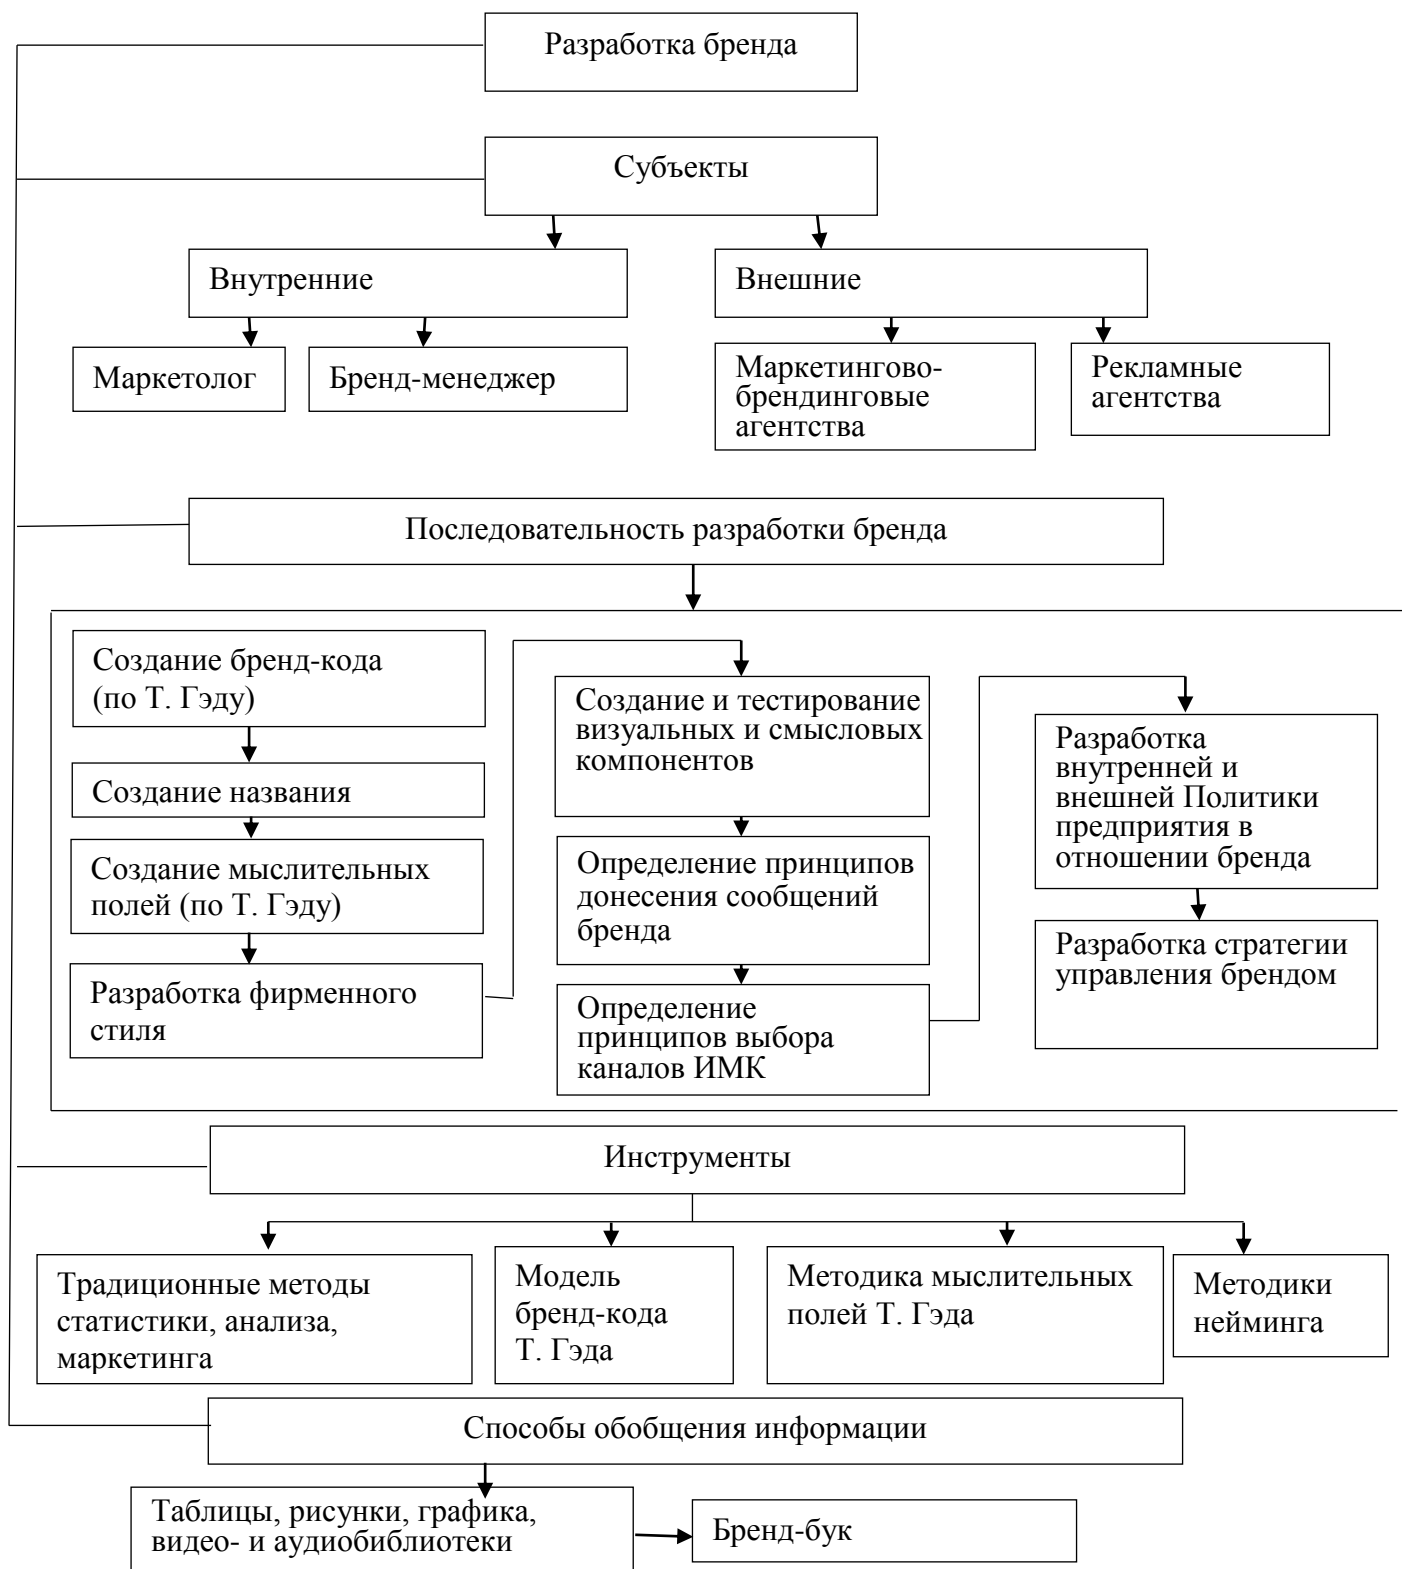 Разработка бренда
Субъекты
Внутренние
Внешние
Маркетолог
Бренд-менеджер
Маркетингово-
брендинговые
агентства
Рекламные
агентства
Последовательность разработки бренда
Создание бренд-кода
(по Т. Гэду)
Создание названия
Создание мыслительных
полей (по Т. Гэду)
Разработка фирменного
стиля
Создание и тестирование
визуальных и смысловых
компонентов
Определение принципов
донесения сообщений
бренда
Определение
принципов выбора
каналов ИМК
Разработка
внутренней и
внешней Политики
предприятия в
отношении бренда
Разработка стратегии
управления брендом
Инструменты
Традиционные методы
статистики, анализа,
маркетинга
Модель
бренд-кода
Т. Гэда
Методика мыслительных
полей Т. Гэда
Методики
нейминга
Способы обобщения информации
Таблицы, рисунки, графика,
видео- и аудиобиблиотеки
Бренд-бук